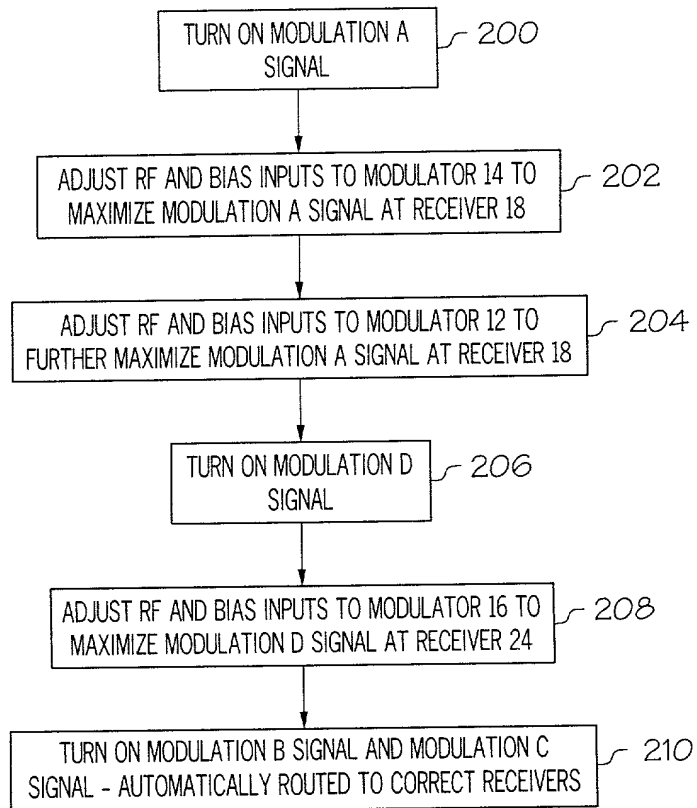 TURN ON MODULATION A
SIGNAL
200
ADJUST RF AND BIAS INPUTS TO MODULATOR 14 TO
MAXIMIZE MODULATION A SIGNAL AT RECEIVER 18
202
ADJUST RF AND BIAS INPUTS TO MODULATOR 12 TO
FURTHER MAXIMIZE MODULATION A SIGNAL AT RECEIVER 18
204
TURN ON MODULATION D
SIGNAL
206
ADJUST RF AND BIAS INPUTS TO MODULATOR 16 TO
MAXIMIZE MODULATION D SIGNAL AT RECEIVER 24
208
TURN ON MODULATION B SIGNAL AND MODULATION C
SIGNAL - AUTOMATICALLY ROUTED TO CORRECT RECEIVERS
210